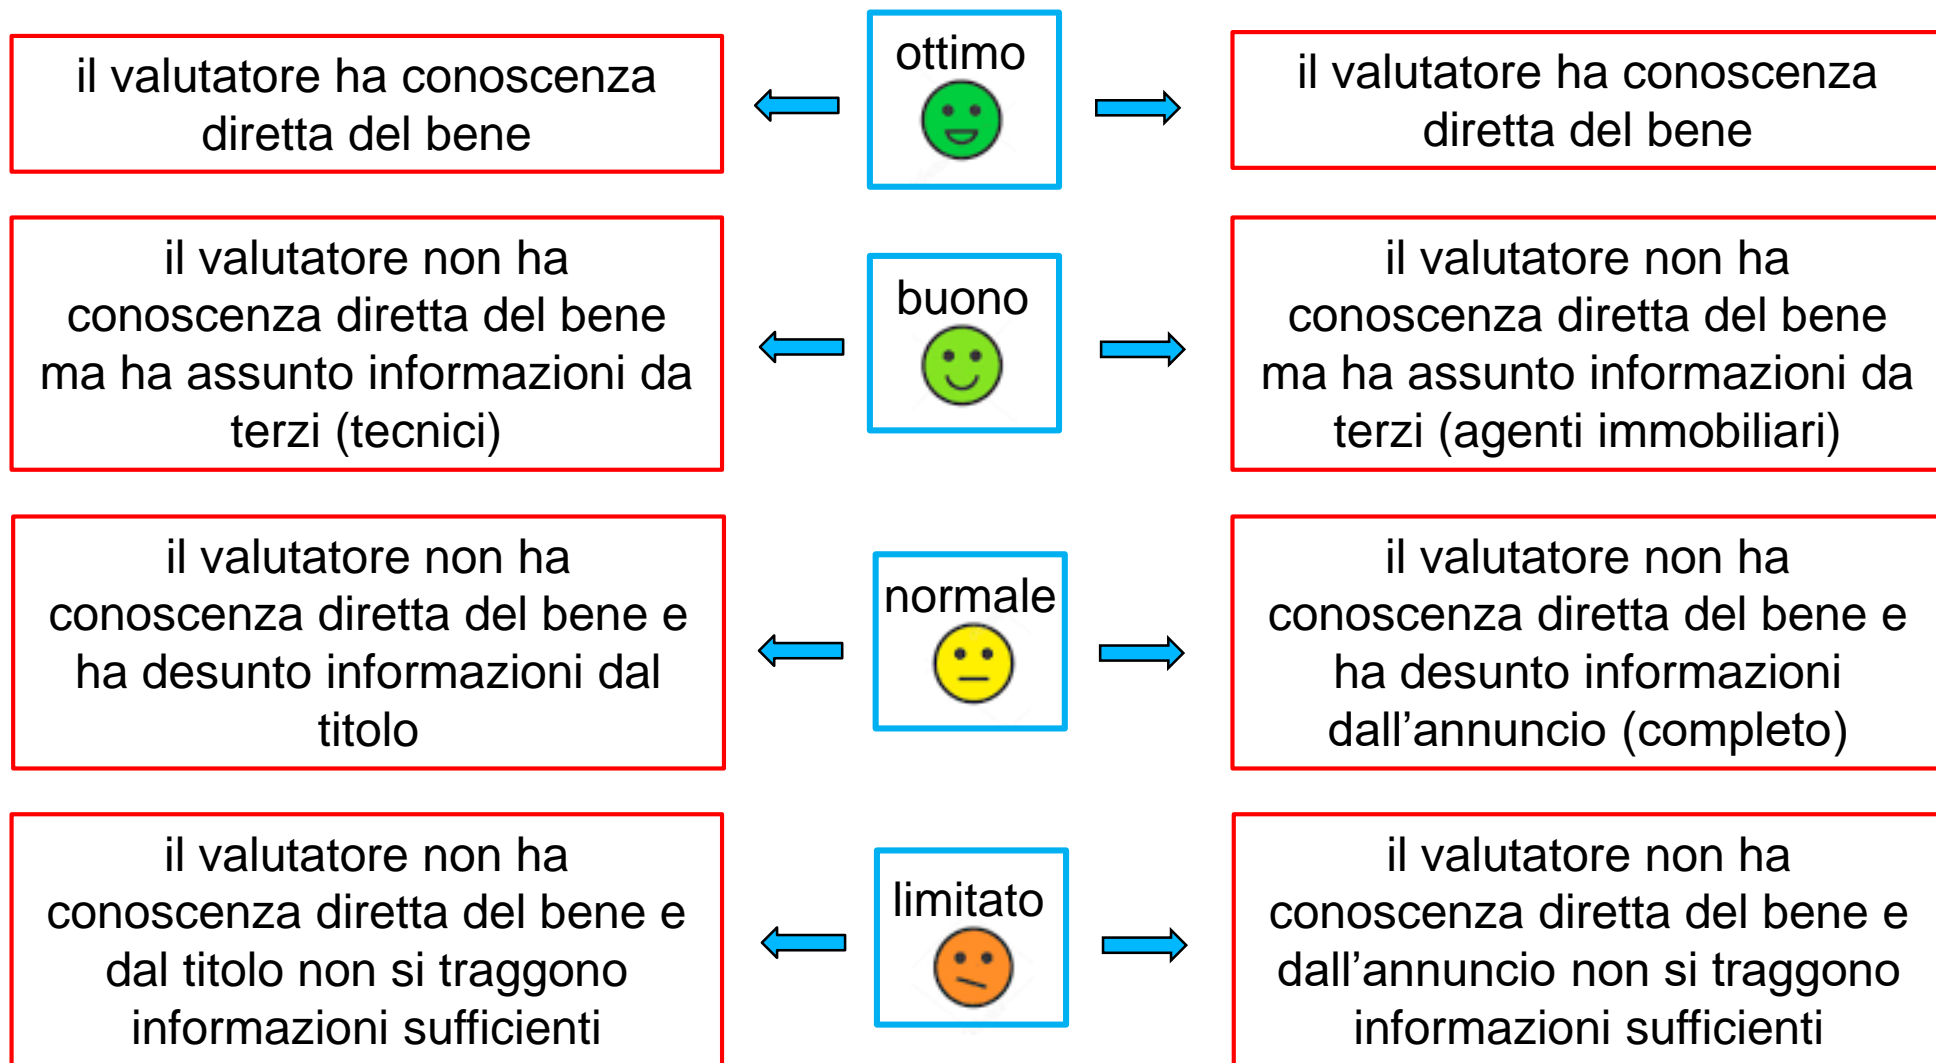 il valutatore ha conoscenza
diretta del bene
ottimo
il valutatore ha conoscenza
diretta del bene
il valutatore non ha
conoscenza diretta del bene
ma ha assunto informazioni da
terzi (tecnici)
buono
il valutatore non ha
conoscenza diretta del bene
ma ha assunto informazioni da
terzi (agenti immobiliari)
il valutatore non ha
conoscenza diretta del bene e
ha desunto informazioni dal
titolo
normale
il valutatore non ha
conoscenza diretta del bene e
ha desunto informazioni
dall’annuncio (completo)
il valutatore non ha
conoscenza diretta del bene e
dal titolo non si traggono
informazioni sufficienti
limitato
il valutatore non ha
conoscenza diretta del bene e
dall’annuncio non si traggono
informazioni sufficienti